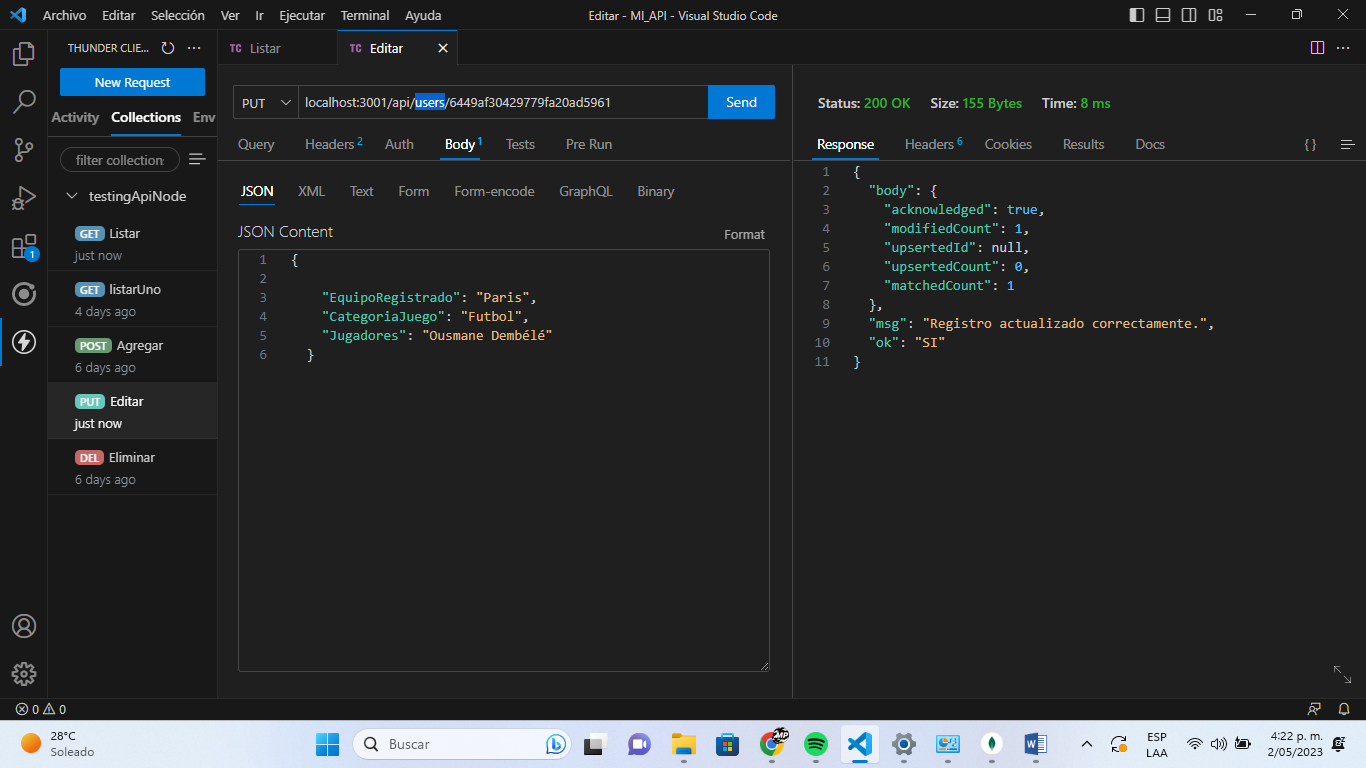 Archivo Editar Selección Ver Ir Ejecutar Terminal Ayuda
Editar - MI_API - Visual Studio Code
THUNDER CLIE... ...
New Request
Activity Collections Env
filter collection
testingApiNode
GET Listar
just now
GET listarUno
4 days ago
POST Agregar
6 days ago
PUT Editar
just now
DEL Eliminar
6 days ago
1
TC Listar
TC Editar
PUT localhost:3001/api/users/6449af30429779fa20ad5961 Send
Query Headers 2 Auth Body 1 Tests Pre Run
JSON XML Text Form Form-encode GraphQL Binary
JSON Content Format
1 {
2
3 "EquipoRegistrado": "Paris",
4 "CategoriaJuego": "Futbol",
5 "Jugadores": "Ousmane Dembélé"
6 }
Status: 200 OK Size: 155 Bytes Time: 8 ms
Response Headers 6 Cookies Results Docs { }
1 {
2 "body": {
3 "acknowledged": true,
4 "modifiedCount": 1,
5 "upsertedId": null,
6 "upsertedCount": 0,
7 "matchedCount": 1
8 },
9 "msg": "Registro actualizado correctamente.",
10 "ok": "SI"
11 }
0 0
28°C
Soleado
Buscar
MP
W
ESP
LAA
4:22 p. m.
2/05/2023